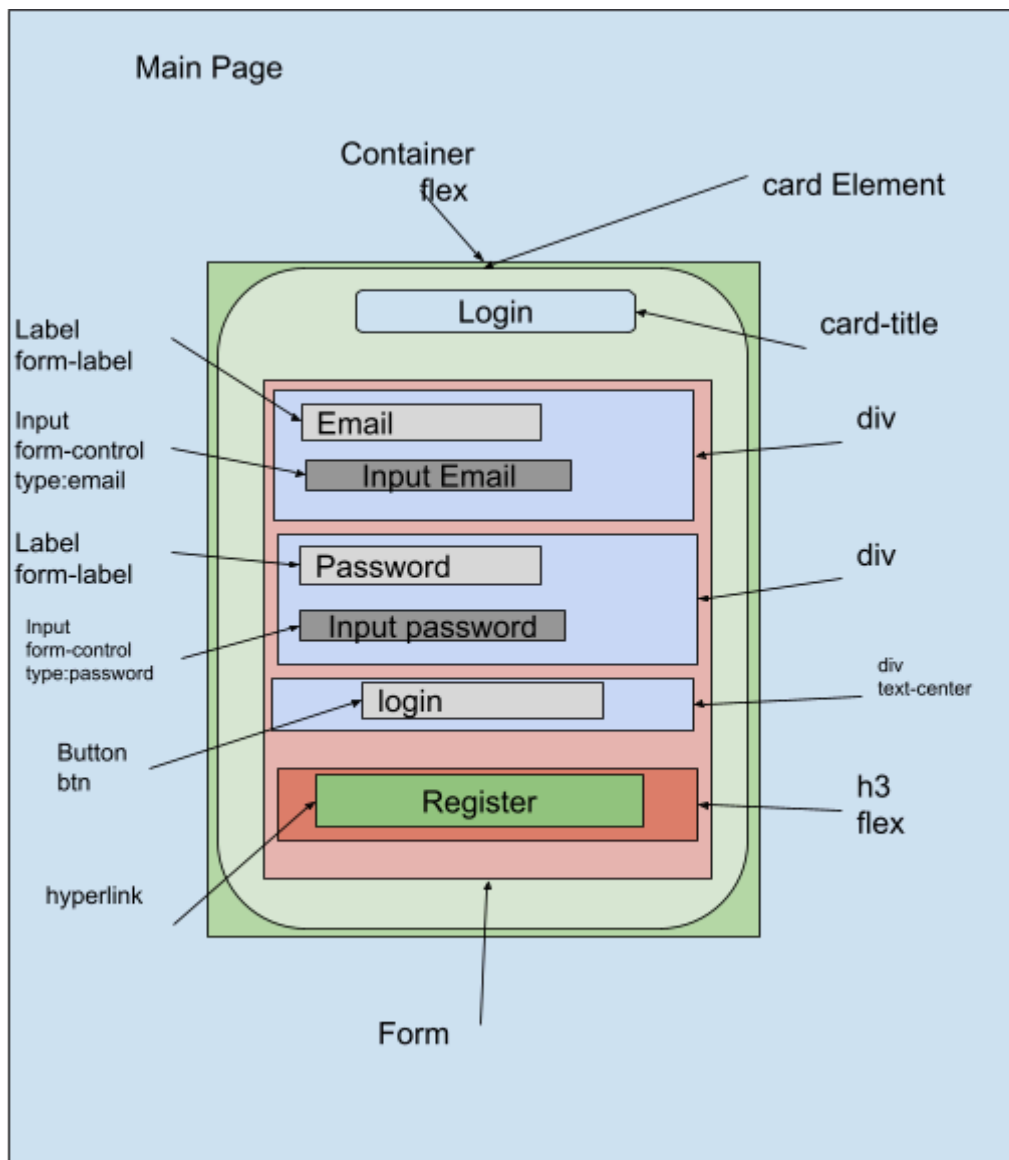 Main Page
Container
flex
card Element
Login
card-title
Label
form-label
Email
div
Input
form-control
type:email
Input Email
Label
form-label
Password
div
Input
form-control
type:password
Input password
div
text-center
login
Button
btn
Register
h3
flex
hyperlink
Form